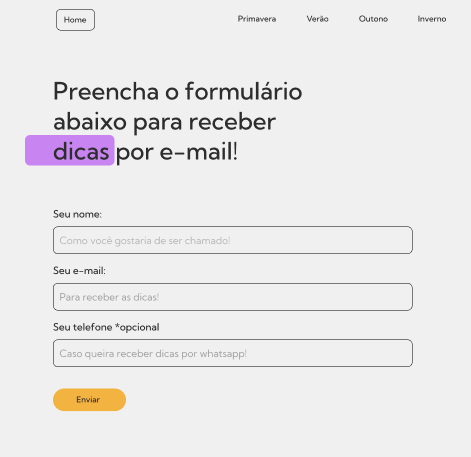 Home Primavera Verão Outono Inverno
Preencha o formulário
abaixo para receber
dicas por e-mail!
Seu nome:
Como você gostaria de ser chamado!
Seu e-mail:
Para receber as dicas!
Seu telefone *opcional
Caso queira receber dicas por whatsapp!
Enviar